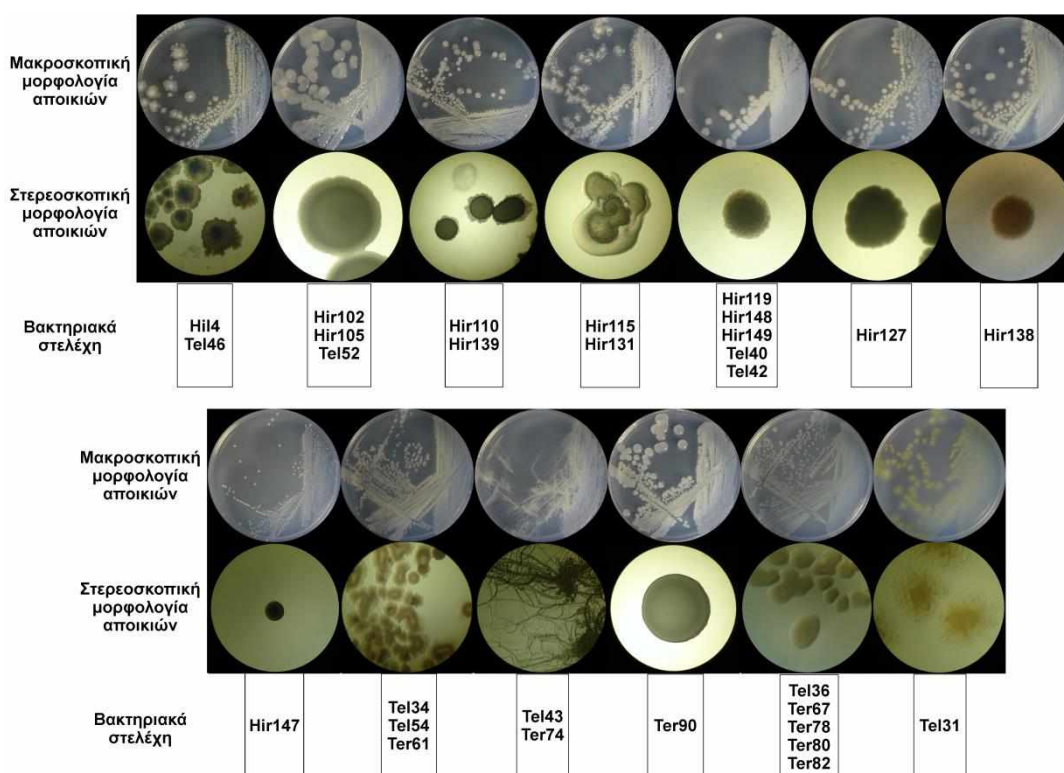 Μακροσκοπική
μορφολογία
αποικιών
Στερεοσκοπική
μορφολογία
αποικιών
Βακτηριακά
στελέχη
Hil4
Tel46
Hir102
Hir105
Tel52
Hir110
Hir139
Hir115
Hir131
Hir119
Hir148
Hir149
Tel40
Tel42
Hir127
Hir138
Μακροσκοπική
μορφολογία
αποικιών
Στερεοσκοπική
μορφολογία
αποικιών
Βακτηριακά
στελέχη
Hir147
Tel34
Tel54
Ter61
Tel43
Ter74
Ter90
Tel36
Ter67
Ter78
Ter80
Ter82
Tel31